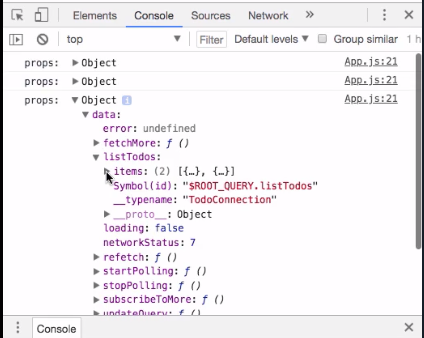 Elements Console Sources Network »
top Filter Default levels Group similar 1 h
props: Object App.js:21
props: Object App.js:21
props: Object i App.js:21
data:
error: undefined
fetchMore: ƒ ()
listTodos:
items: (2) [{…}, {…}]
Symbol(id): "$ROOT_QUERY.listTodos"
__typename: "TodoConnection"
__proto__: Object
loading: false
networkStatus: 7
refetch: ƒ ()
startPolling: ƒ ()
stopPolling: ƒ ()
subscribeToMore: ƒ ()
updateQuery: ƒ ()
Console